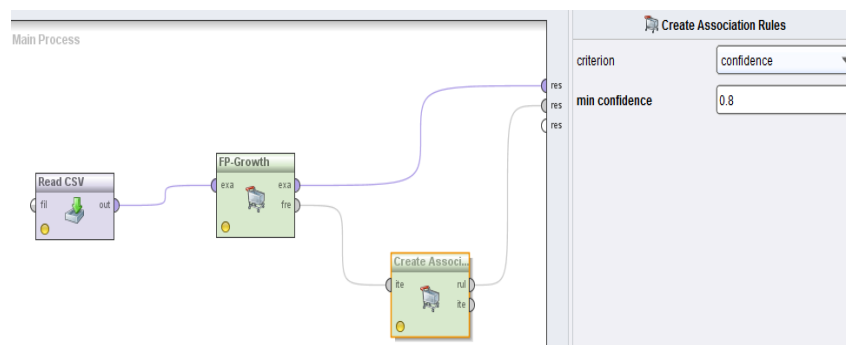 Main Process
Read CSV
fil
out
FP-Growth
exa
exa
fre
Create Associ...
ite
rul
ite
res
res
res
Create Association Rules
criterion
confidence
min confidence
0.8